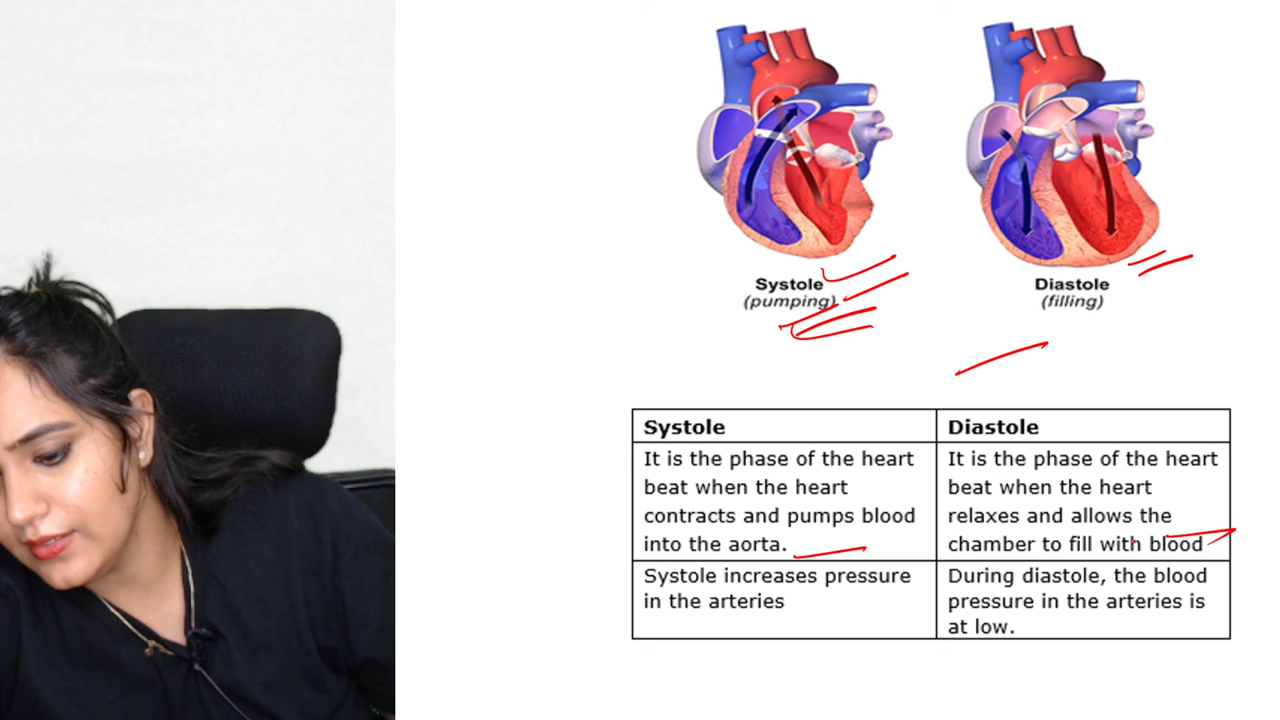 Systole
(pumping)
Diastole
(filling)
Systole
Diastole
It is the phase of the heart
beat when the heart
contracts and pumps blood
into the aorta.
It is the phase of the heart
beat when the heart
relaxes and allows the
chamber to fill with blood
Systole increases pressure
in the arteries
During diastole, the blood
pressure in the arteries is
at low.